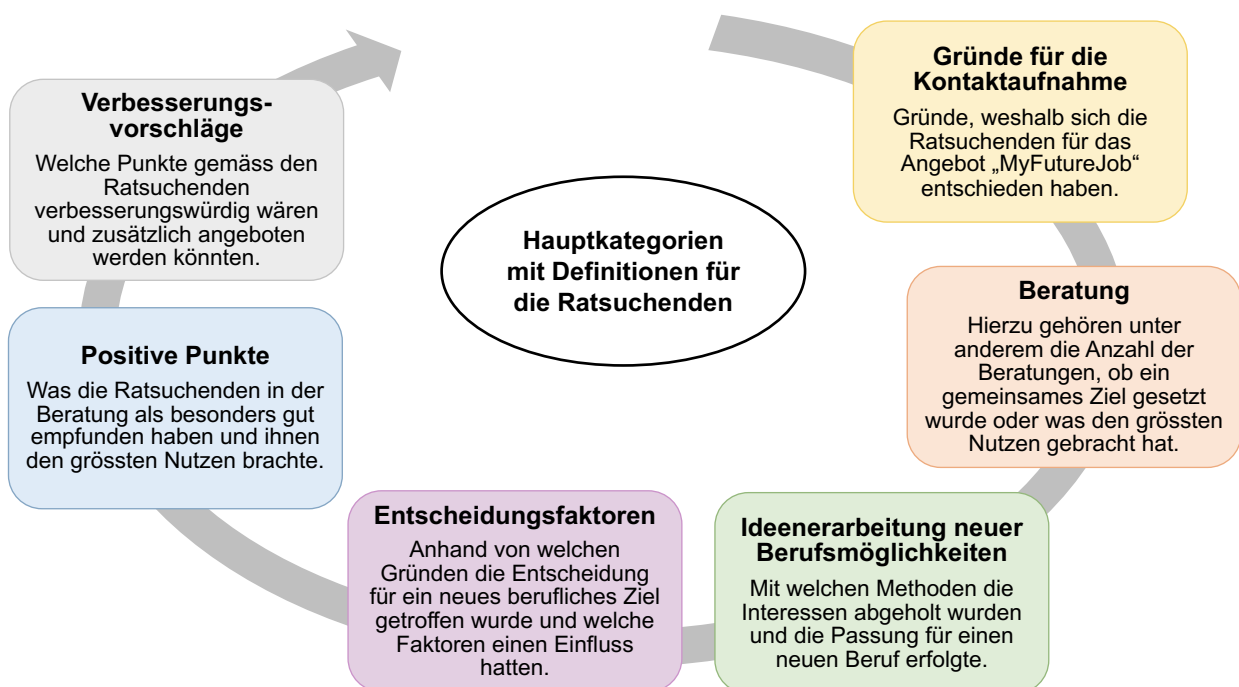 Gründe für die
Kontaktaufnahme
Gründe, weshalb sich die
Ratsuchenden für das
Angebot „MyFutureJob“
entschieden haben.
Beratung
Hierzu gehören unter
anderem die Anzahl der
Beratungen, ob ein
gemeinsames Ziel gesetzt
wurde oder was den grössten
Nutzen gebracht hat.
Ideenerarbeitung neuer
Berufsmöglichkeiten
Mit welchen Methoden die
Interessen abgeholt wurden
und die Passung für einen
neuen Beruf erfolgte.
Entscheidungsfaktoren
Anhand von welchen
Gründen die Entscheidung
für ein neues berufliches Ziel
getroffen wurde und welche
Faktoren einen Einfluss
hatten.
Positive Punkte
Was die Ratsuchenden in der
Beratung als besonders gut
empfunden haben und ihnen
den grössten Nutzen brachte.
Verbesserungs-
vorschläge
Welche Punkte gemäss den
Ratsuchenden
verbesserungswürdig wären
und zusätzlich angeboten
werden könnten.
Hauptkategorien
mit Definitionen für
die Ratsuchenden